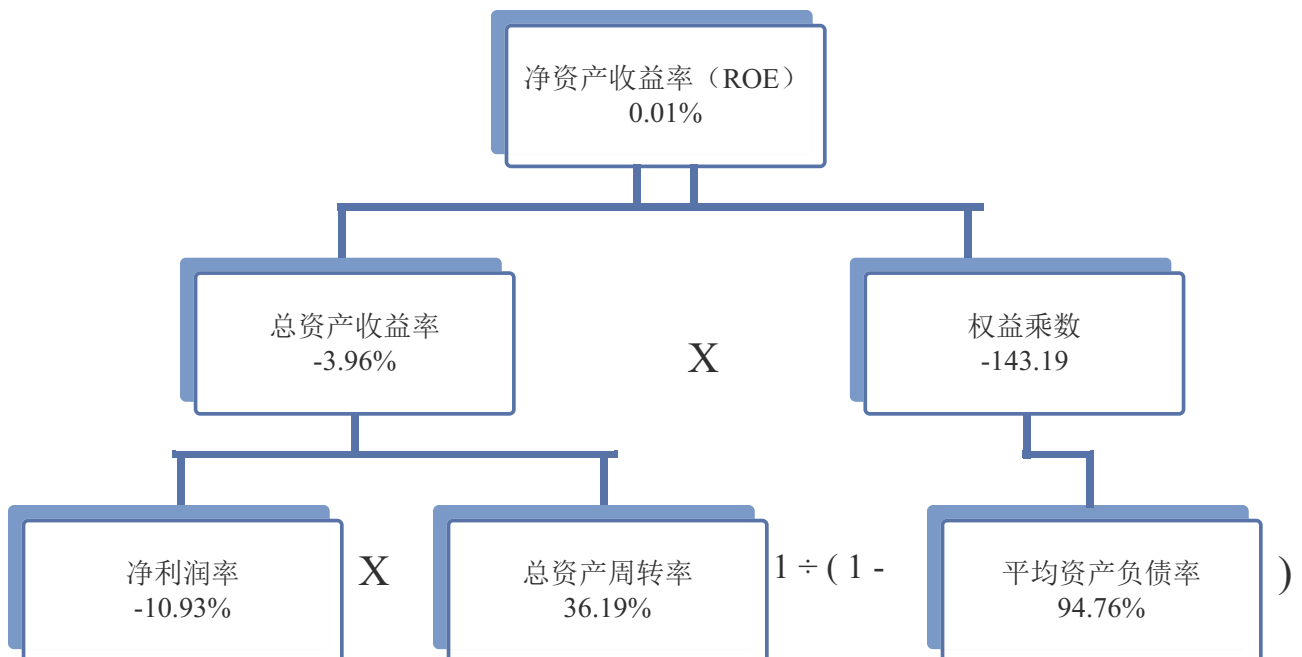 净资产收益率（ROE）
0.01%
总资产收益率
-3.96%
X
权益乘数
-143.19
净利润率
-10.93%
X
总资产周转率
36.19%
1 ÷ ( 1 -
平均资产负债率
94.76%
)